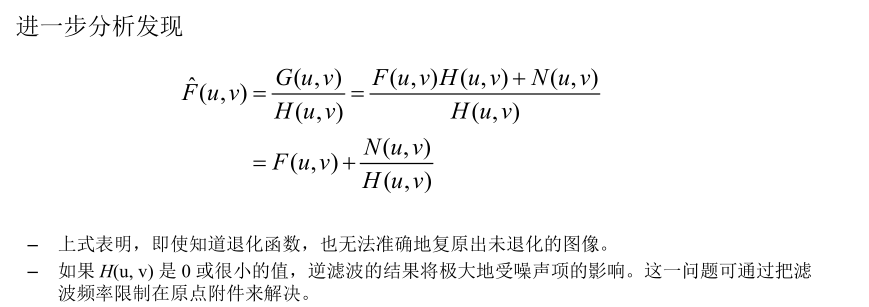 进一步分析发现
F̂(u,v) = G(u,v)/H(u,v) = (F(u,v)H(u,v)+N(u,v))/H(u,v)
= F(u,v) + N(u,v)/H(u,v)
– 上式表明，即使知道退化函数，也无法准确地复原出未退化的图像。
– 如果 H(u, v) 是 0 或很小的值，逆滤波的结果将极大地受噪声项的影响。这一问题可通过把滤
波频率限制在原点附件来解决。